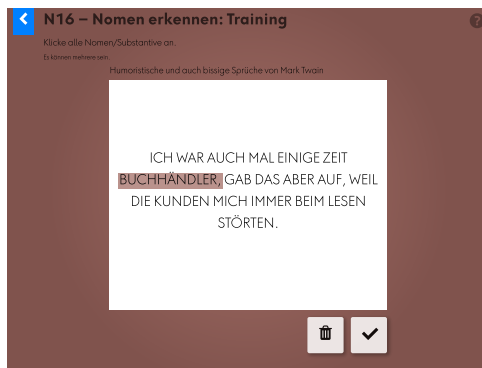 N16 – Nomen erkennen: Training
Klicke alle Nomen/Substantive an.
Es können mehrere sein.
Humoristische und auch bissige Sprüche von Mark Twain
ICH WAR AUCH MAL EINIGE ZEIT
BUCHHÄNDLER, GAB DAS ABER AUF, WEIL
DIE KUNDEN MICH IMMER BEIM LESEN
STÖRTEN.